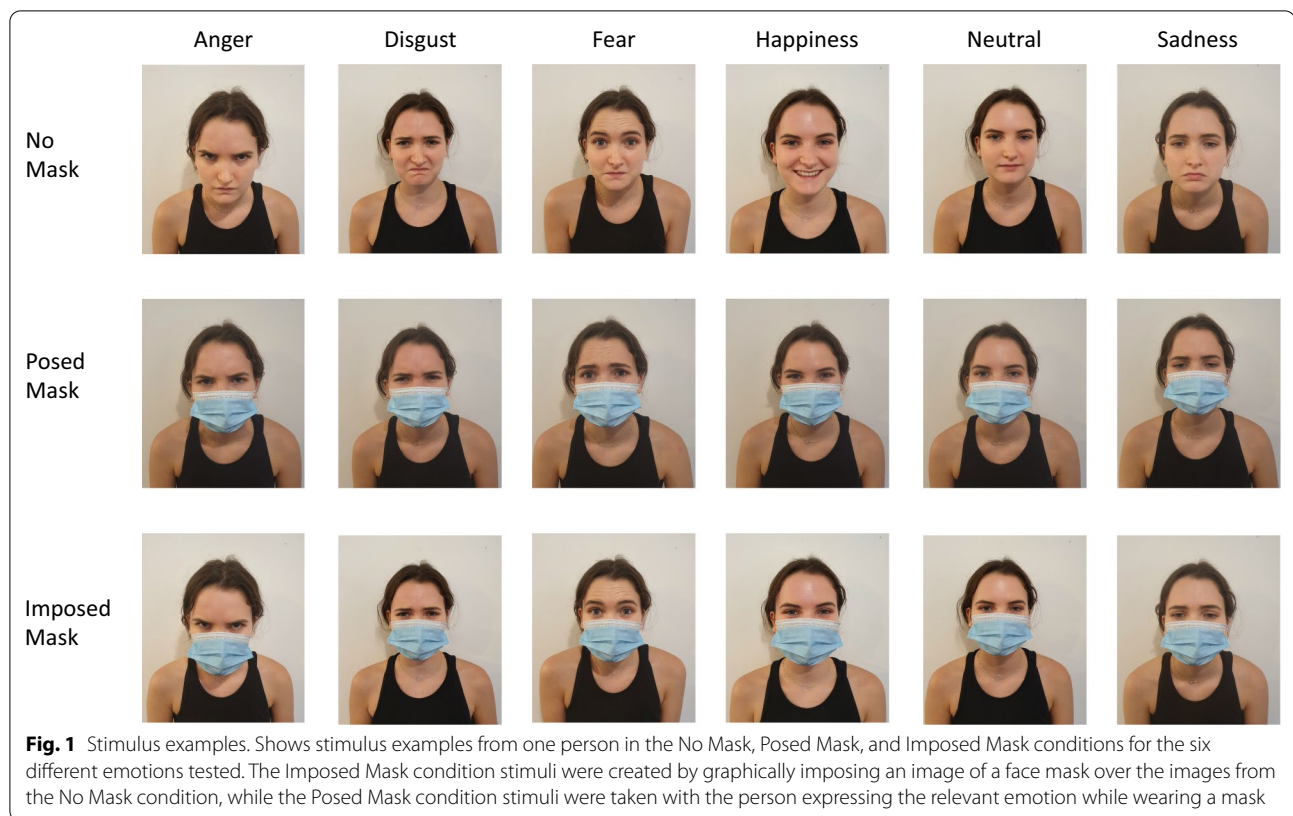 Anger Disgust Fear Happiness Neutral Sadness
No
Mask
Posed
Mask
Imposed
Mask
Fig. 1 Stimulus examples. Shows stimulus examples from one person in the No Mask, Posed Mask, and Imposed Mask conditions for the six
different emotions tested. The Imposed Mask condition stimuli were created by graphically imposing an image of a face mask over the images from
the No Mask condition, while the Posed Mask condition stimuli were taken with the person expressing the relevant emotion while wearing a mask